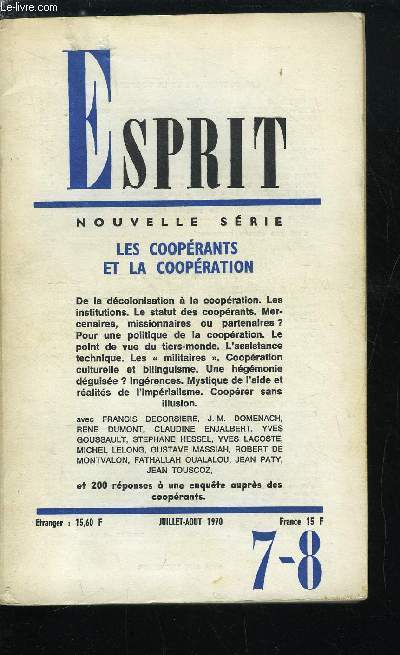 www.le-livre.com
ESPRIT
NOUVELLE SÉRIE
LES COOPÉRANTS
ET LA COOPÉRATION
De la décolonisation à la coopération. Les
institutions. Le statut des coopérants. Mer-
cenaires, missionnaires ou partenaires ?
Pour une politique de la coopération. Le
point de vue du tiers-monde. L'assistance
technique. Les « militaires ». Coopération
culturelle et bilinguisme. Une hégémonie
déguisée ? Ingérences. Mystique de l'aide et
réalités de l'impérialisme. Coopérer sans
illusion.
avec FRANCIS DECORSIERE, J. M. DOMENACH,
RENE DUMONT, CLAUDINE ENJALBERT, YVES
GOUSSAULT, STEPHANE HESSEL, YVES LACOSTE,
MICHEL LELONG, GUSTAVE MASSIAH, ROBERT DE
MONTVALON, FATHALLAH OUALALOU, JEAN PATY,
JEAN TOUSCOZ,
et 200 réponses à une enquête auprès des
coopérants.
Etranger : 15,60 F JUILLET-AOUT 1970 France 15 F
7-8